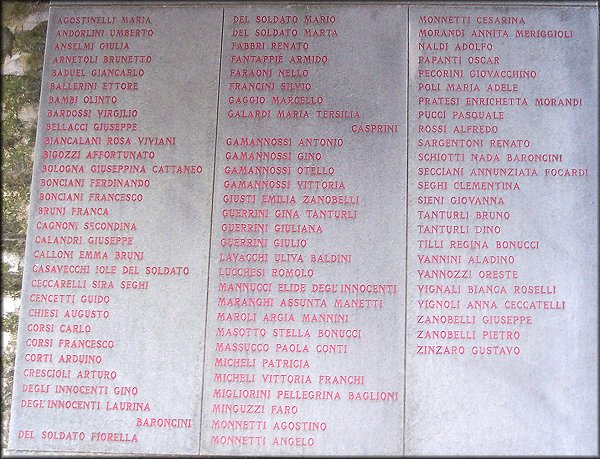 AGOSTINELLI MARIA
ANDORLINI UMBERTO
ANSELMI GIULIA
ARNETOLI BRUNETTO
BADUEL GIANCARLO
BALLERINI ETTORE
BAMBI OLINTO
BARDOSSI VIRGILIO
BELLACCI GIUSEPPE
BIANCALANI ROSA VIVIANI
BIGOZZI AFFORTUNATO
BOLOGNA GIUSEPPINA CATTANEO
BONCIANI FERDINANDO
BONCIANI FRANCESCO
BRUNI FRANCA
CAGNONI SECONDINA
CALANDRI GIUSEPPE
CALLONI EMMA BRUNI
CASAVECCHI IOLE DEL SOLDATO
CECCARELLI SIRA SEGHI
CENCETTI GUIDO
CHIESI AUGUSTO
CORSI CARLO
CORSI FRANCESCO
CORTI ARDUINO
CRESCIOLI ARTURO
DEGLI INNOCENTI GINO
DEGL'INNOCENTI LAURINA
BARONCINI
DEL SOLDATO FIORELLA
DEL SOLDATO MARIO
DEL SOLDATO MARTA
FABBRI RENATO
FANTAPPIE ARMIDO
FARAONI NELLO
FRANCINI SILVIO
GAGGIO MARCELLO
GALARDI MARIA TERSILIA
CASPRINI
GAMANNOSSI ANTONIO
GAMANNOSSI GINO
GAMANNOSSI OTELLO
GAMANNOSSI VITTORIA
GIUSTI EMILIA ZANOBELLI
GUERRINI GINA TANTURLI
GUERRINI GIULIANA
GUERRINI GIULIO
LAVACCHI ULIVA BALDINI
LUCCHESI ROMOLO
MANNUCCI ELIDE DEGL'INNOCENTI
MARANGHI ASSUNTA MANETTI
MAROLI ARGIA MANNINI
MASOTTO STELLA BONUCCI
MASSUCCO PAOLA CONTI
MICHELI PATRICIA
MICHELI VITTORIA FRANCHI
MIGLIORINI PELLEGRINA BAGLIONI
MINGUZZI FARO
MONNETTI AGOSTINO
MONNETTI ANGELO
MONNETTI CESARINA
MORANDI ANNITA MERIGGIOLI
NALDI ADOLFO
PAPANTI OSCAR
PECORINI GIOVACCHINO
POLI MARIA ADELE
PRATESI ENRICHETTA MORANDI
PUCCI PASQUALE
ROSSI ALFREDO
SARGENTONI RENATO
SCHIOTTI NADA BARONCINI
SECCIANI ANNUNZIATA FOCARDI
SEGHI CLEMENTINA
SIENI GIOVANNA
TANTURLI BRUNO
TANTURLI DINO
TILLI REGINA BONUCCI
VANNINI ALADINO
VANNOZZI ORESTE
VIGNALI BIANCA ROSELLI
VIGNOLI ANNA CECCATELLI
ZANOBELLI GIUSEPPE
ZANOBELLI PIETRO
ZINZARO GUSTAVO